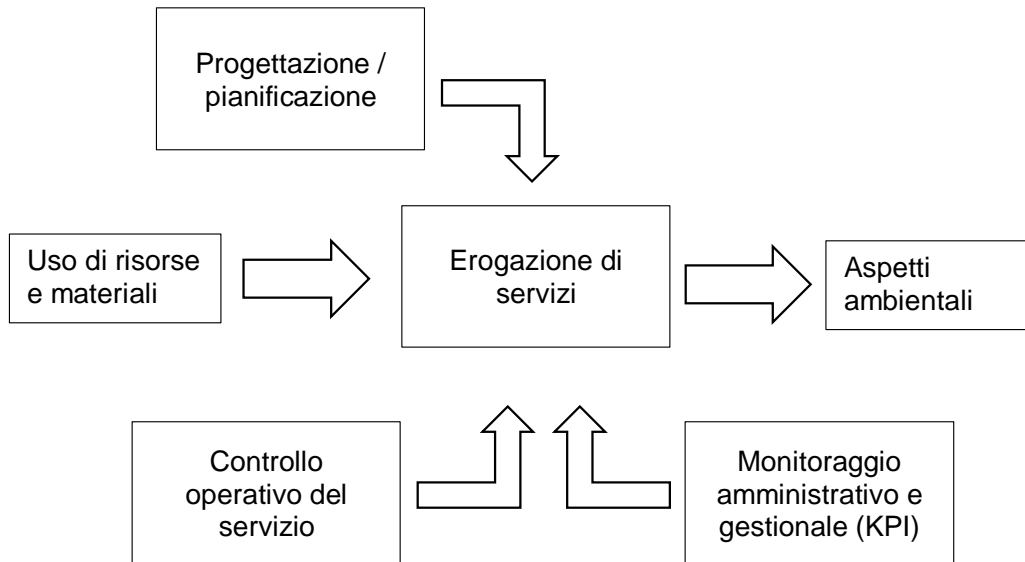 Progettazione /
pianificazione
Uso di risorse
e materiali
Erogazione di
servizi
Aspetti
ambientali
Controllo
operativo del
servizio
Monitoraggio
amministrativo e
gestionale (KPI)